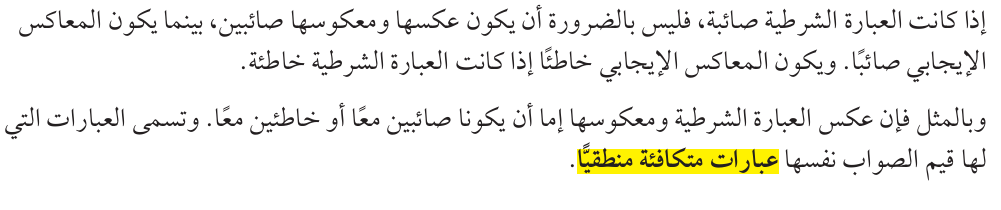 إذا كانت العبارة الشرطية صائبة، فليس بالضرورة أن يكون عكسها ومعكوسها صائبين، بينما يكون المعاكس
الإيجابي صائبًا. ويكون المعاكس الإيجابي خاطئًا إذا كانت العبارة الشرطية خاطئة.
وبالمثل فإن عكس العبارة الشرطية ومعكوسها إما أن يكونا صائبين معًا أو خاطئين معًا. وتسمى العبارات التي
لها قيم الصواب نفسها عبارات متكافئة منطقيًّا.